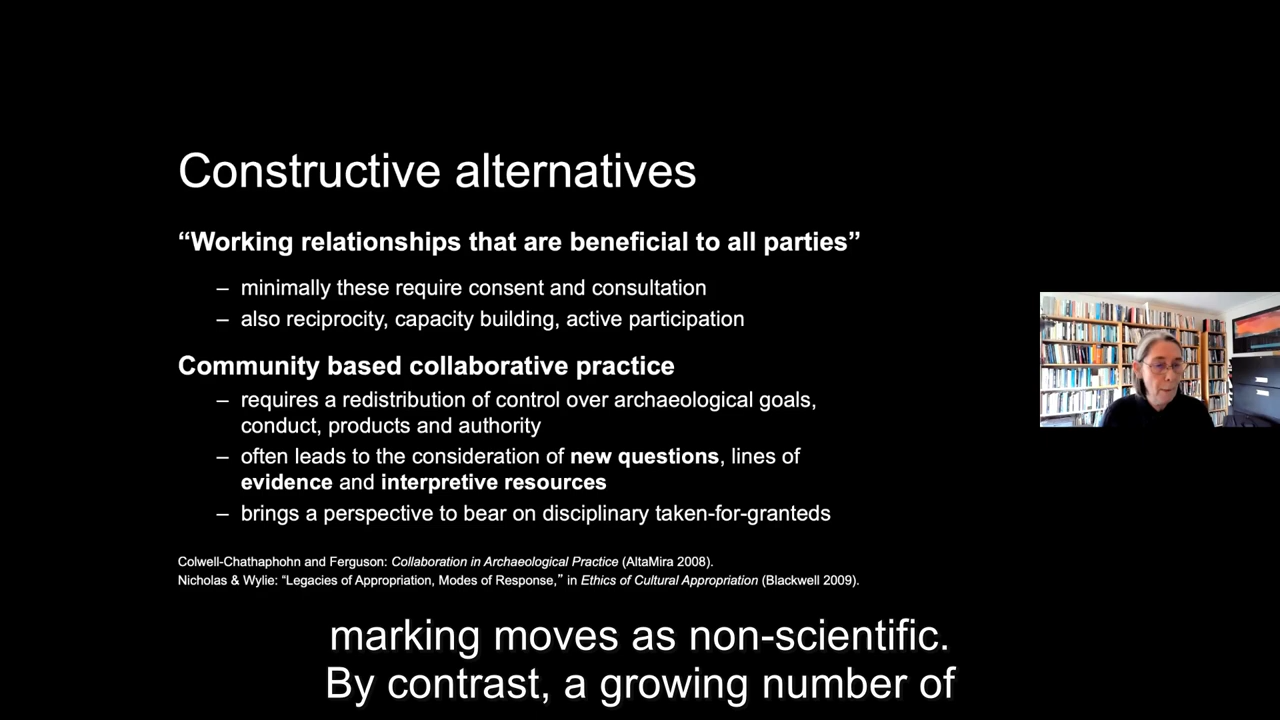 Constructive alternatives
“Working relationships that are beneficial to all parties”
– minimally these require consent and consultation
– also reciprocity, capacity building, active participation
Community based collaborative practice
– requires a redistribution of control over archaeological goals,
conduct, products and authority
– often leads to the consideration of new questions, lines of
evidence and interpretive resources
– brings a perspective to bear on disciplinary taken-for-granteds
Colwell-Chathaphohn and Ferguson: Collaboration in Archaeological Practice (AltaMira 2008).
Nicholas & Wylie: “Legacies of Appropriation, Modes of Response,” in Ethics of Cultural Appropriation (Blackwell 2009).
marking moves as non-scientific.
By contrast, a growing number of